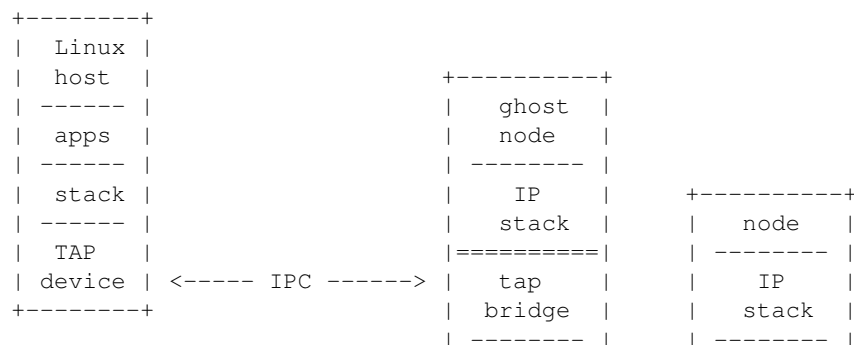 +--------+
|  Linux |
|  host  |                    +----------+
| ------ |                    |   ghost  |
|  apps  |                    |   node   |
| ------ |                    | -------- |
|  stack |                    |    IP    |     +----------+
| ------ |                    |   stack  |     |   node   |
|  TAP   |                    |==========|     | -------- |
| device | <----- IPC ------> |   tap    |     |    IP    |
+--------+                    |  bridge  |     |   stack  |
                              | -------- |     | -------- |